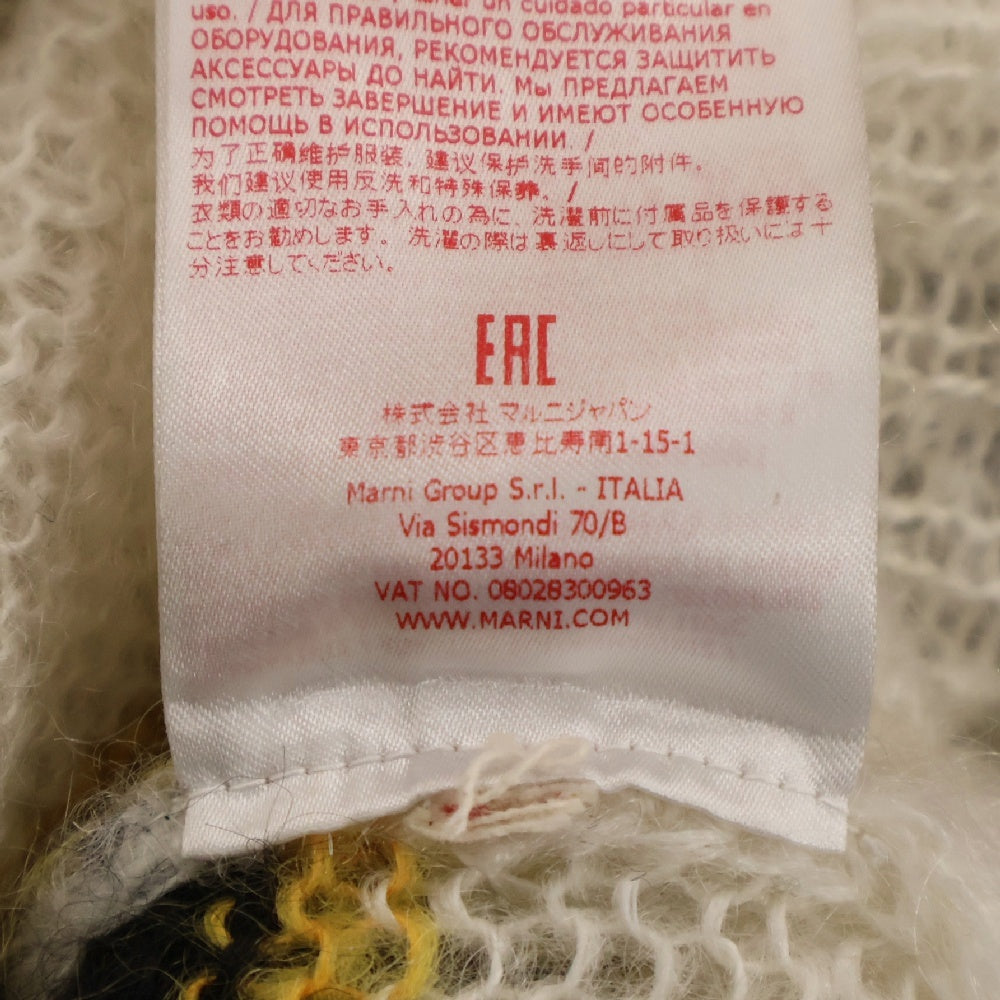 un cuidado particular en
uso. / ДЛЯ ПРАВИЛЬНОГО ОБСЛУЖИВАНИЯ
ОБОРУДОВАНИЯ, РЕКОМЕНДУЕТСЯ ЗАЩИТИТЬ
АКСЕССУАРЫ ДО НАЙТИ. Мы ПРЕДЛАГАЕМ
СМОТРЕТЬ ЗАВЕРШЕНИЕ И ИМЕЮТ ОСОБЕННУЮ
ПОМОЩЬ В ИСПОЛЬЗОВАНИИ. /
为了正确維护服裝，建议保护洗手间的附件。
我们建议使用反洗和特殊保养。 /
衣類の適切なお手入れの為に、洗濯前に付属品を保護する
ことをお勧めします。洗濯の際は裏返しにして取り扱いには十
分注意してください。
EAC
株式会社 マルニジャパン
東京都渋谷区恵比寿南1-15-1
Marni Group S.r.l. - ITALIA
Via Sismondi 70/B
20133 Milano
VAT NO. 08028300963
WWW.MARNI.COM